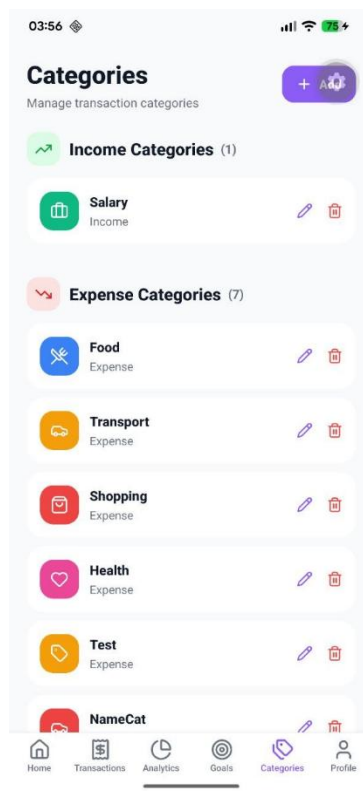 03:56
75
Categories
Manage transaction categories
+ Add
Income Categories (1)
Salary
Income
Expense Categories (7)
Food
Expense
Transport
Expense
Shopping
Expense
Health
Expense
Test
Expense
NameCat
Home Transactions Analytics Goals Categories Profile